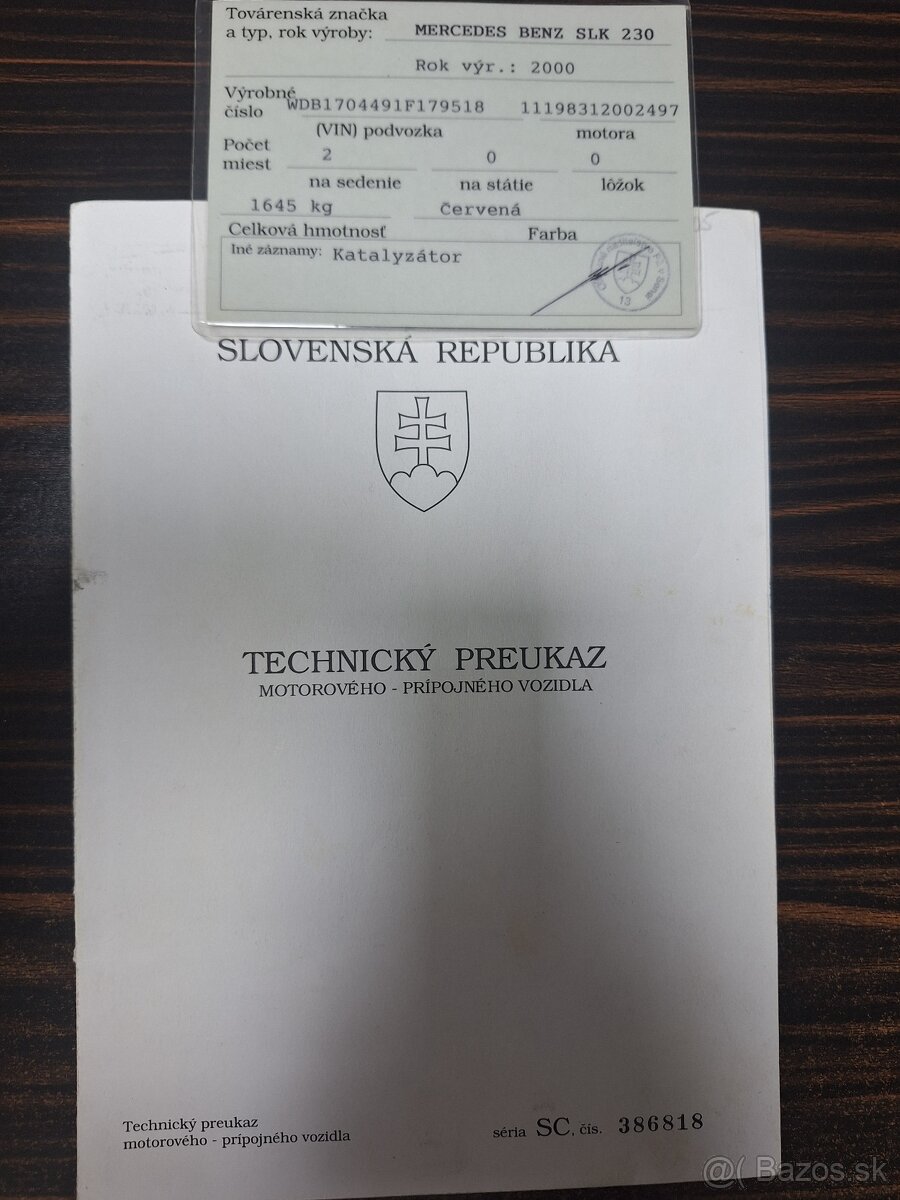 Továrenská značka
a typ, rok výroby: MERCEDES BENZ SLK 230
Rok výr.: 2000
Výrobné
číslo WDB1704491F179518 11198312002497
(VIN) podvozka motora
Počet
miest 2 0 0
na sedenie na státie lôžok
1645 kg Červená
Celková hmotnosť Farba
Iné záznamy: Katalyzátor
13
SLOVENSKÁ REPUBLIKA
TECHNICKÝ PREUKAZ
MOTOROVÉHO - PRÍPOJNÉHO VOZIDLA
Technický preukaz
motorového - prípojného vozidla
séria SC, čís. 386818
@( Bazos.sk